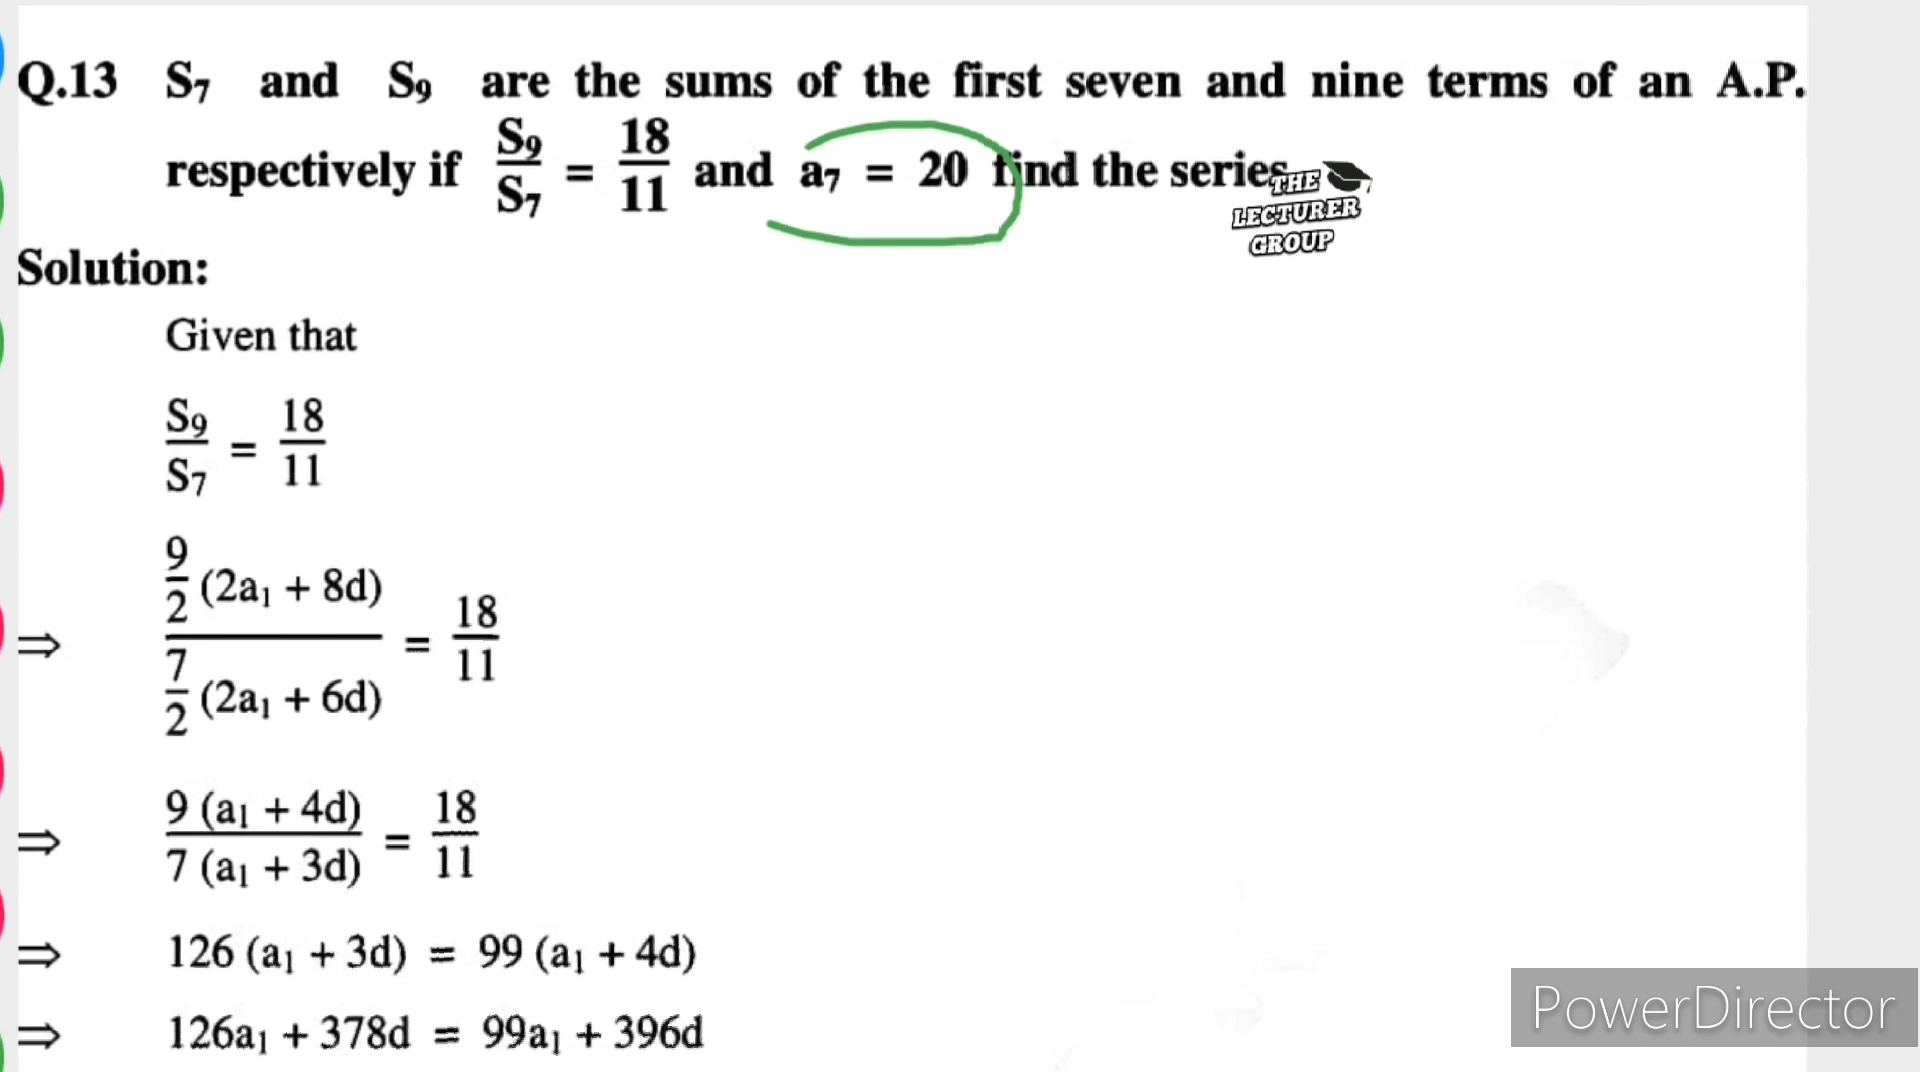 Q.13 S7 and S9 are the sums of the first seven and nine terms of an A.P.
respectively if S9/S7 = 18/11 and a7 = 20 find the series
THE
LECTURER
GROUP
Solution:
Given that
S9/S7 = 18/11
⇒ 9/2 (2a1 + 8d) / 7/2 (2a1 + 6d) = 18/11
⇒ 9 (a1 + 4d) / 7 (a1 + 3d) = 18/11
⇒ 126 (a1 + 3d) = 99 (a1 + 4d)
⇒ 126a1 + 378d = 99a1 + 396d
PowerDirector